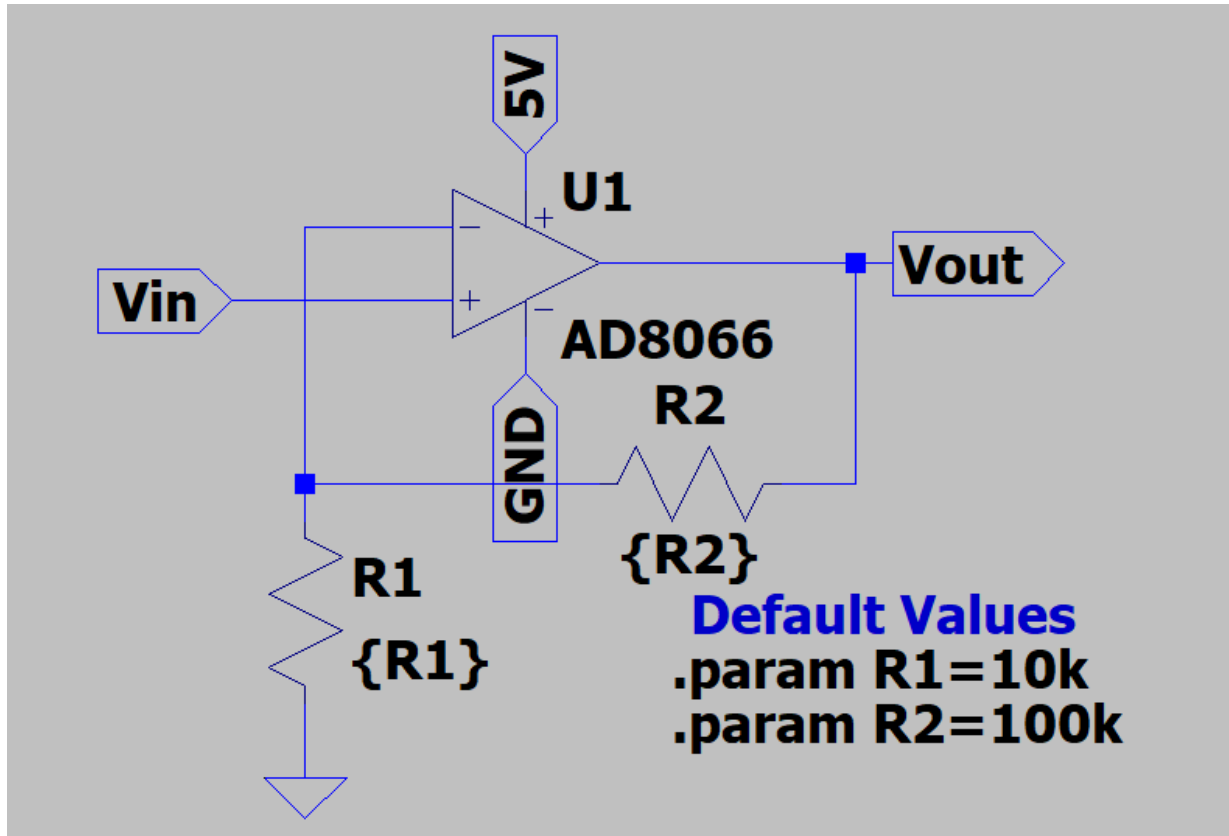 5V
U1
−
+
Vin
+
−
Vout
AD8066
R2
GND
{R2}
R1
{R1}
Default Values
.param R1=10k
.param R2=100k